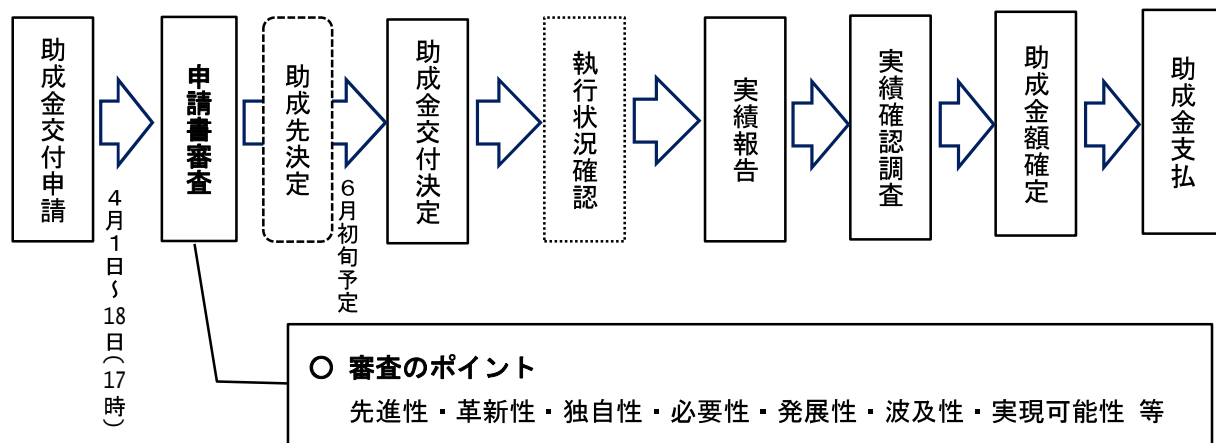 助成金交付申請
4月1日～18日(17時)
申請書審査
助成先決定
6月初旬予定
助成金交付決定
執行状況確認
実績報告
実績確認調査
助成金額確定
助成金支払
○ 審査のポイント
先進性・革新性・独自性・必要性・発展性・波及性・実現可能性 等